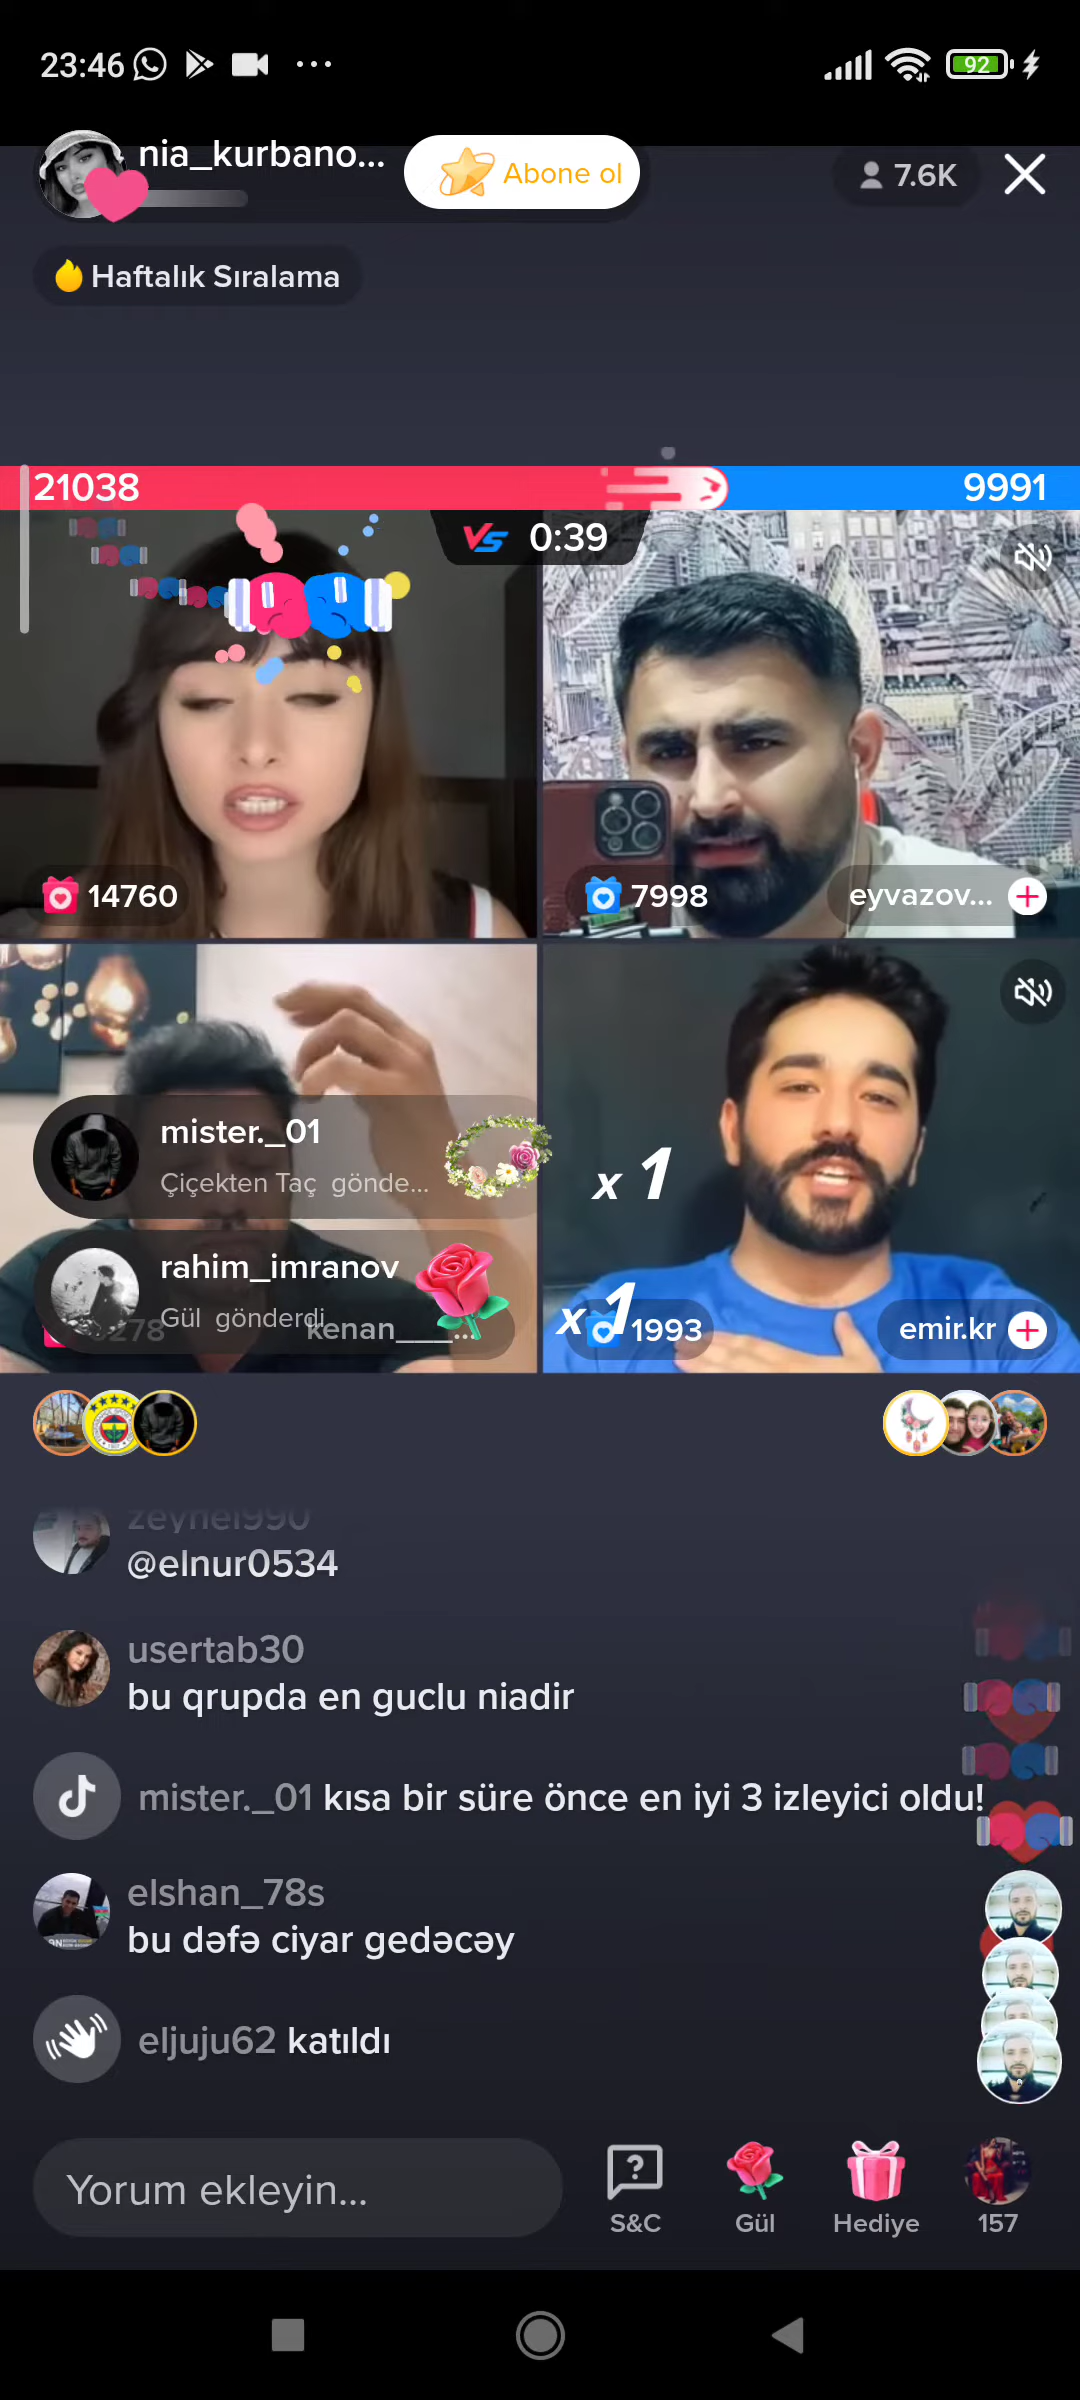 23:46
92
nia_kurbano...
Abone ol
7.6K
Haftalık Sıralama
21038
9991
VS 0:39
14760
7998
eyvazov...
mister._01
Çiçekten Taç gönde...
x 1
rahim_imranov
Gül gönderdi
x 1
kenan____...
1993
emir.kr
zeynel990
@elnur0534
usertab30
bu qrupda en guclu niadir
mister._01 kısa bir süre önce en iyi 3 izleyici oldu!
elshan_78s
bu dəfə ciyar gedəcəy
eljuju62 katıldı
Yorum ekleyin...
S&C
Gül
Hediye
157